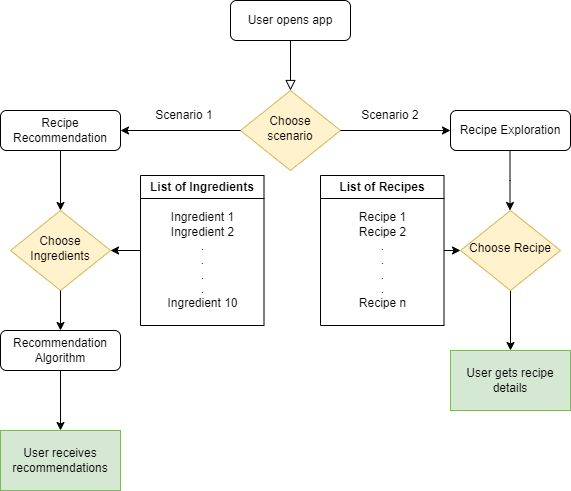 User opens app
Choose
scenario
Scenario 1
Scenario 2
Recipe
Recommendation
Recipe Exploration
List of Ingredients
Ingredient 1
Ingredient 2
.
.
.
.
Ingredient 10
List of Recipes
Recipe 1
Recipe 2
.
.
.
.
Recipe n
Choose
Ingredients
Choose Recipe
Recommendation
Algorithm
User gets recipe
details
User receives
recommendations